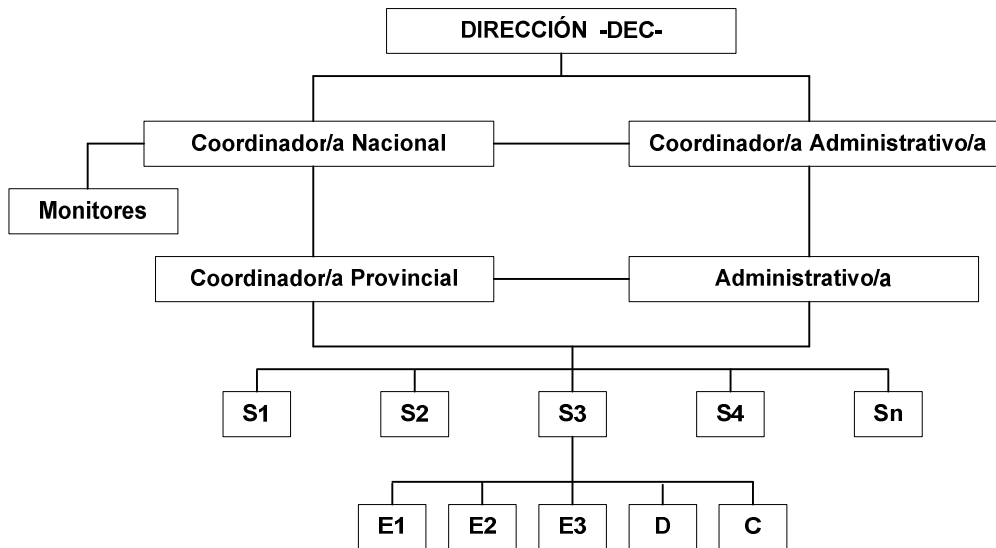 DIRECCIÓN -DEC-
Coordinador/a Nacional
Coordinador/a Administrativo/a
Monitores
Coordinador/a Provincial
Administrativo/a
S1
S2
S3
S4
Sn
E1
E2
E3
D
C